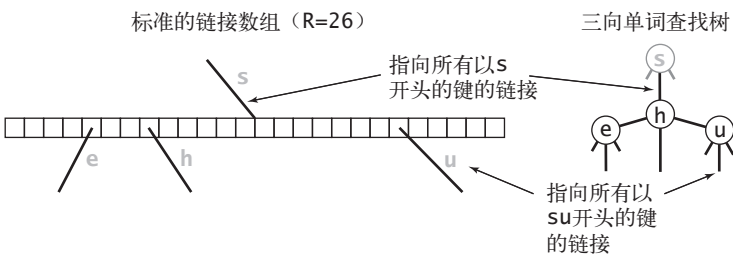 标准的链接数组（R=26）
三向单词查找树
s
指向所有以s
开头的键的链接
s
e
h
u
e
h
u
指向所有以
su开头的键
的链接